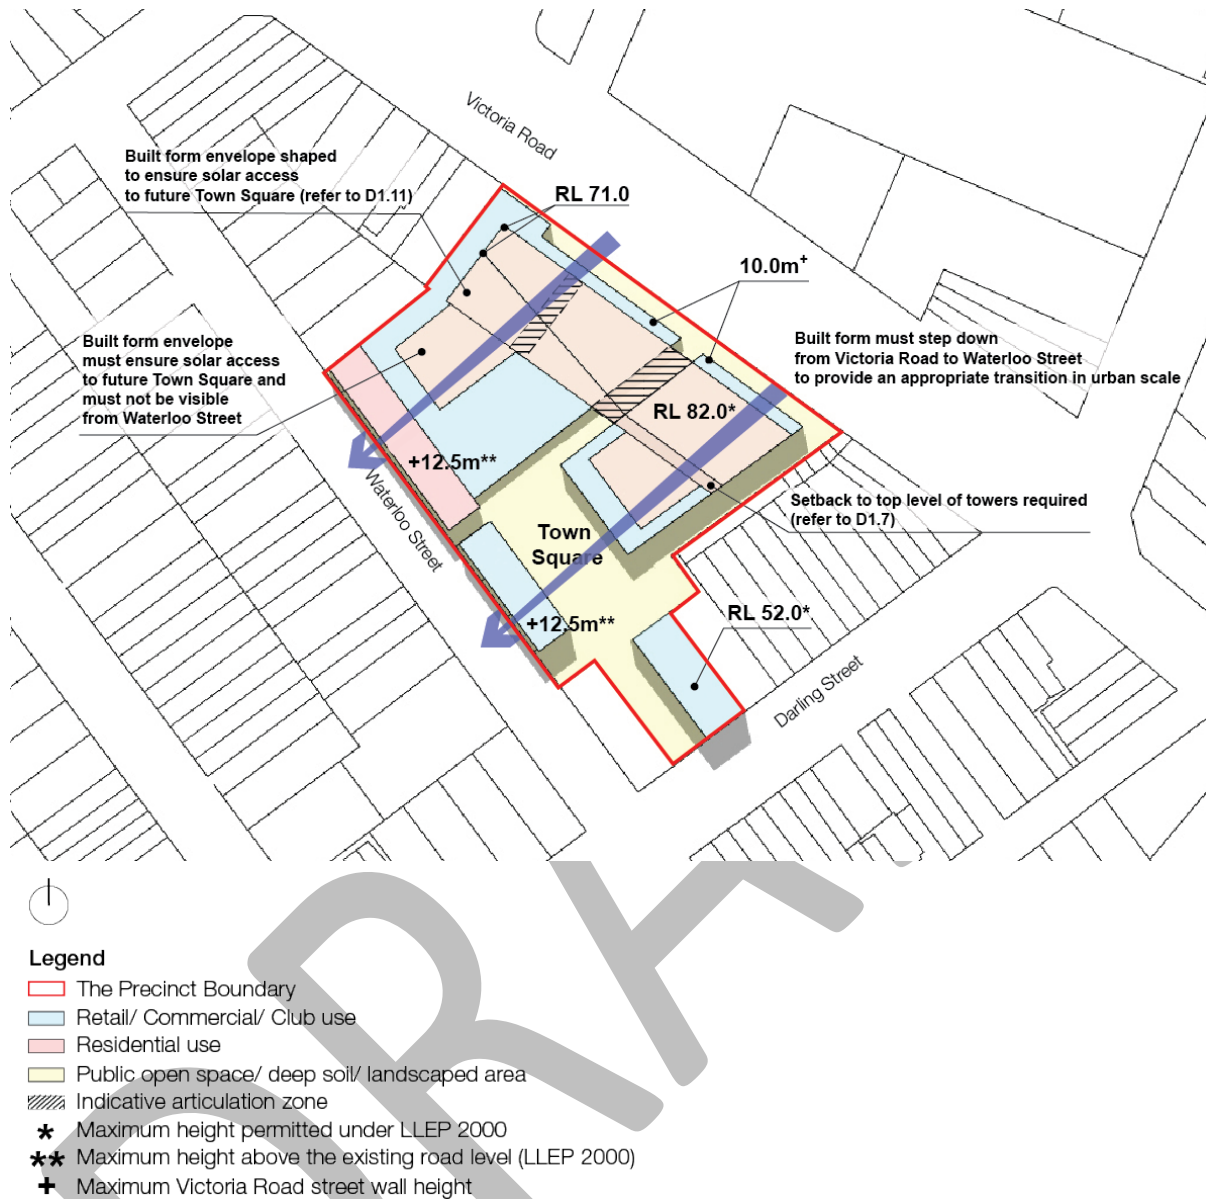 Victoria Road
Built form envelope shaped
to ensure solar access
to future Town Square (refer to D1.11)
RL 71.0
10.0m+
Built form envelope
must ensure solar access
to future Town Square and
must not be visible
from Waterloo Street
Built form must step down
from Victoria Road to Waterloo Street
to provide an appropriate transition in urban scale
RL 82.0*
+12.5m**
Waterloo Street
Setback to top level of towers required
(refer to D1.7)
Town
Square
+12.5m**
RL 52.0*
Darling Street
DRA
Legend
The Precinct Boundary
Retail/ Commercial/ Club use
Residential use
Public open space/ deep soil/ landscaped area
Indicative articulation zone
* Maximum height permitted under LLEP 2000
** Maximum height above the existing road level (LLEP 2000)
+ Maximum Victoria Road street wall height